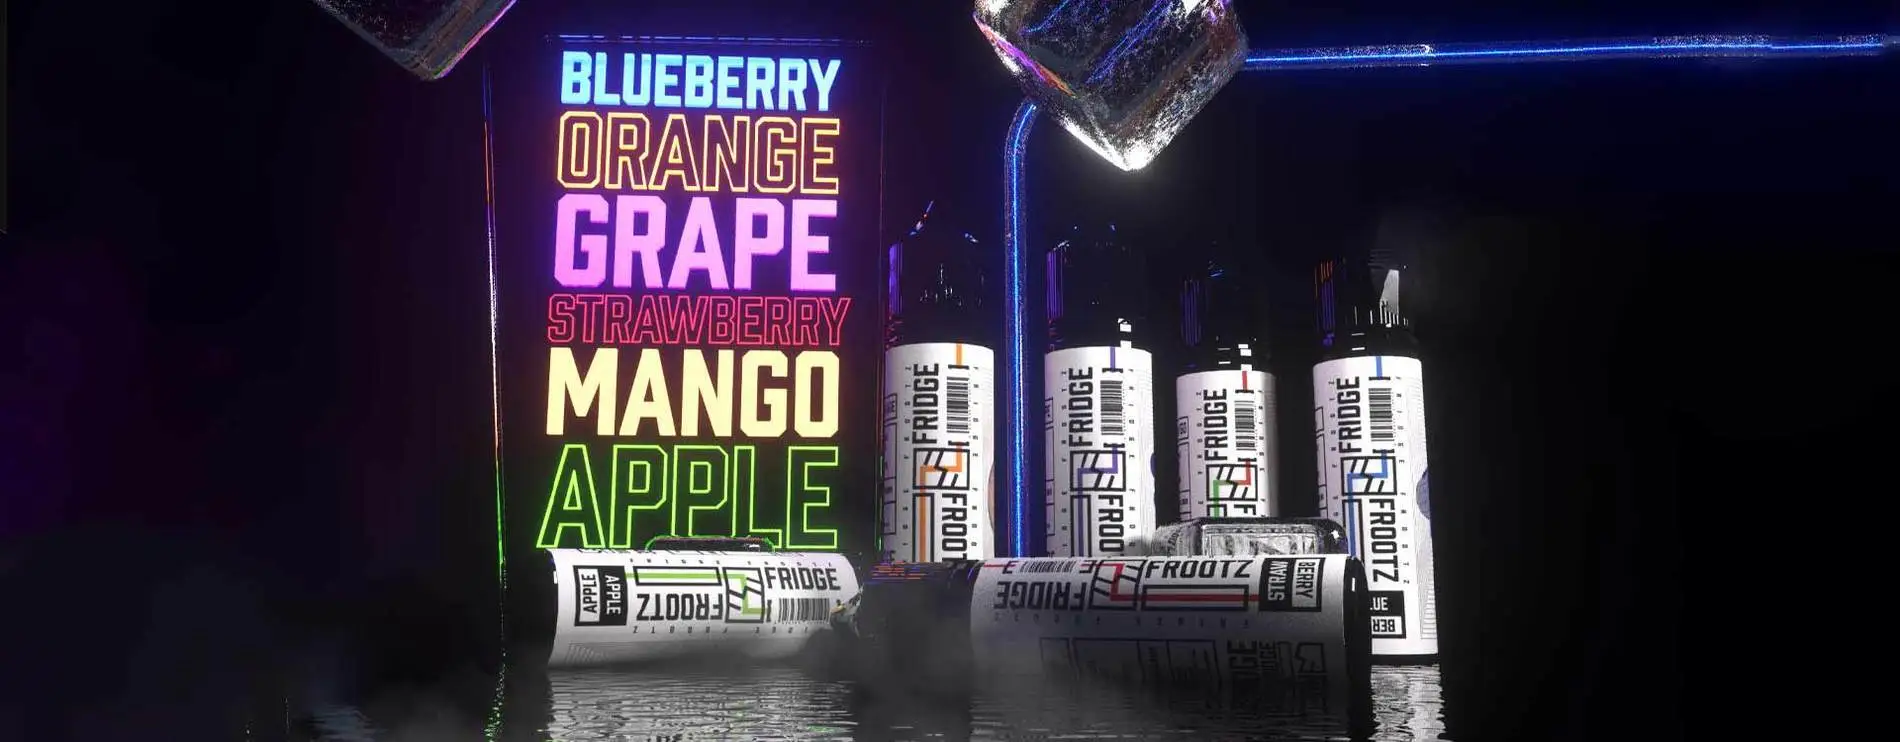 BLUEBERRY
ORANGE
GRAPE
STRAWBERRY
MANGO
APPLE
FRIDGE
FROOTZ
FRIDGE
FROOTZ
FRIDGE
FROOTZ
FRIDGE
FROOTZ
APPLE
APPLE
FROOTZ
FRIDGE
FRIDGE
FROOTZ
STRAW
BERRY